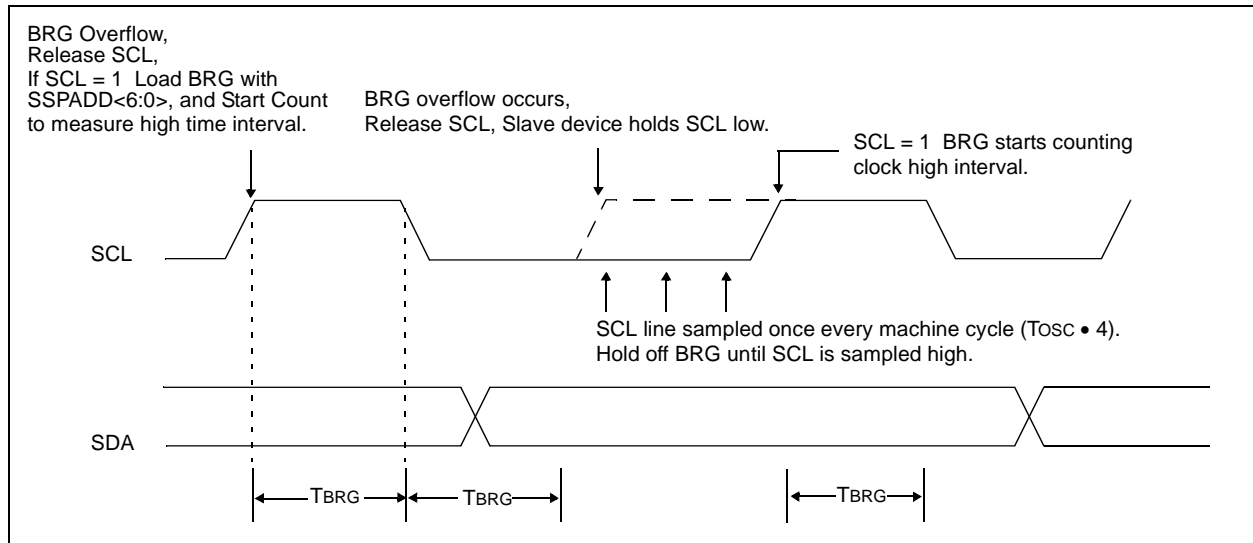 BRG Overflow,
Release SCL,
If SCL = 1 Load BRG with
SSPADD<6:0>, and Start Count
to measure high time interval.
BRG overflow occurs,
Release SCL, Slave device holds SCL low.
SCL = 1 BRG starts counting
clock high interval.
SCL
SCL line sampled once every machine cycle (TOSC • 4).
Hold off BRG until SCL is sampled high.
SDA
TBRG
TBRG
TBRG